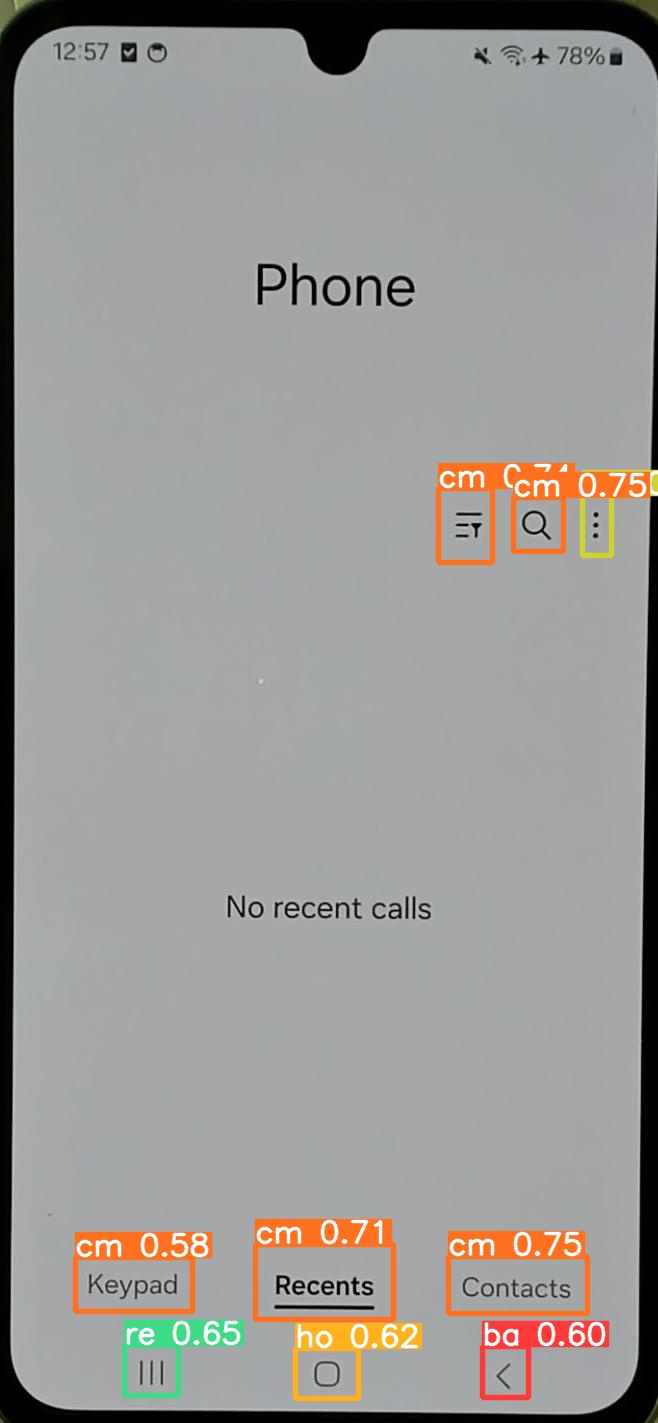 12:57 78%
Phone
cm 0.74 cm 0.75
No recent calls
cm 0.58 cm 0.71 cm 0.75
Keypad Recents Contacts
re 0.65 ho 0.62 ba 0.60